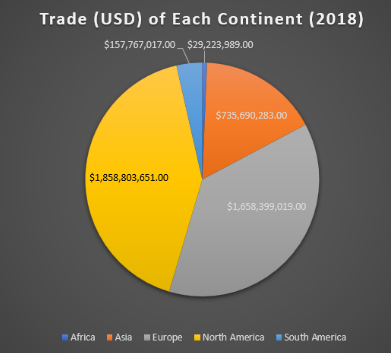 Trade (USD) of Each Continent (2018)
$157,767,017.00 $29,223,989.00
$735,690,283.00
$1,858,803,651.00
$1,658,399,019.00
Africa Asia Europe North America South America